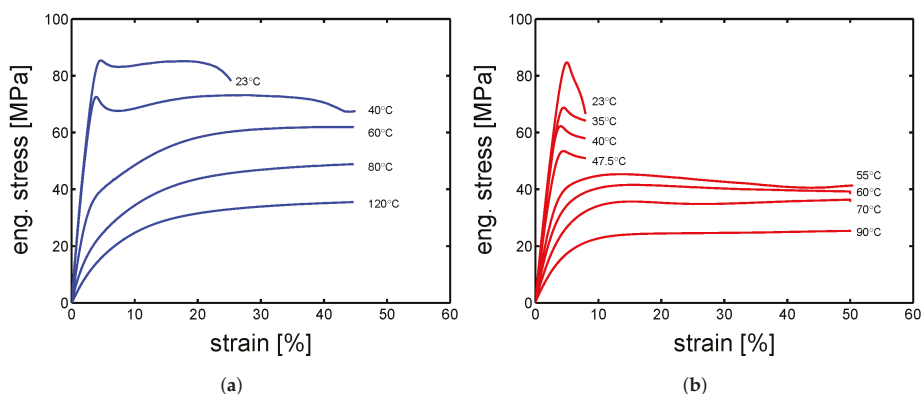 100
80
60
40
20
0
0 10 20 30 40 50 60
eng. stress [MPa]
strain [%]
23°C
40°C
60°C
80°C
120°C
(a)
100
80
60
40
20
0
0 10 20 30 40 50 60
eng. stress [MPa]
strain [%]
23°C
35°C
40°C
47.5°C
55°C
60°C
70°C
90°C
(b)